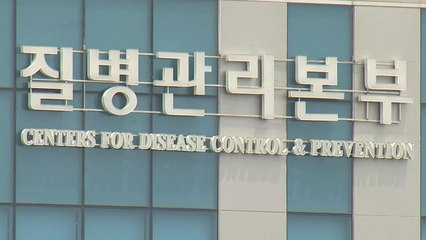 질병관리본부
CENTERS FOR DISEASE CONTROL & PREVENTION